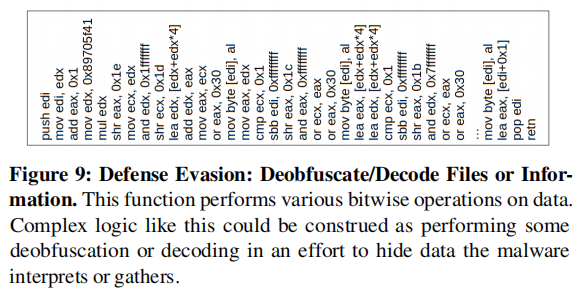 push edi
mov edi, edx
add eax, 0x1
mov edx, 0x89705f41
mul edx
shr eax, 0x1e
mov ecx, edx
and edx, 0x1fffffff
shr ecx, 0x1d
lea edx, [edx+edx*4]
add edx, eax
mov eax, ecx
or eax, 0x30
mov byte [edi], al
mov eax, edx
cmp ecx, 0x1
sbb edi, 0xffffffff
shr eax, 0x1c
and edx, 0xfffffff
or ecx, eax
or eax, 0x30
mov byte [edi], al
lea eax, [edx+edx*4]
lea edx, [edx+edx*4]
cmp ecx, 0x1
sbb edi, 0xffffffff
shr eax, 0x1b
and edx, 0x7ffffff
or ecx, eax
or eax, 0x30
...
mov byte [edi], al
lea eax, [edi+0x1]
pop edi
retn
Figure 9: Defense Evasion: Deobfuscate/Decode Files or Infor-
mation. This function performs various bitwise operations on data.
Complex logic like this could be construed as performing some
deobfuscation or decoding in an effort to hide data the malware
interprets or gathers.